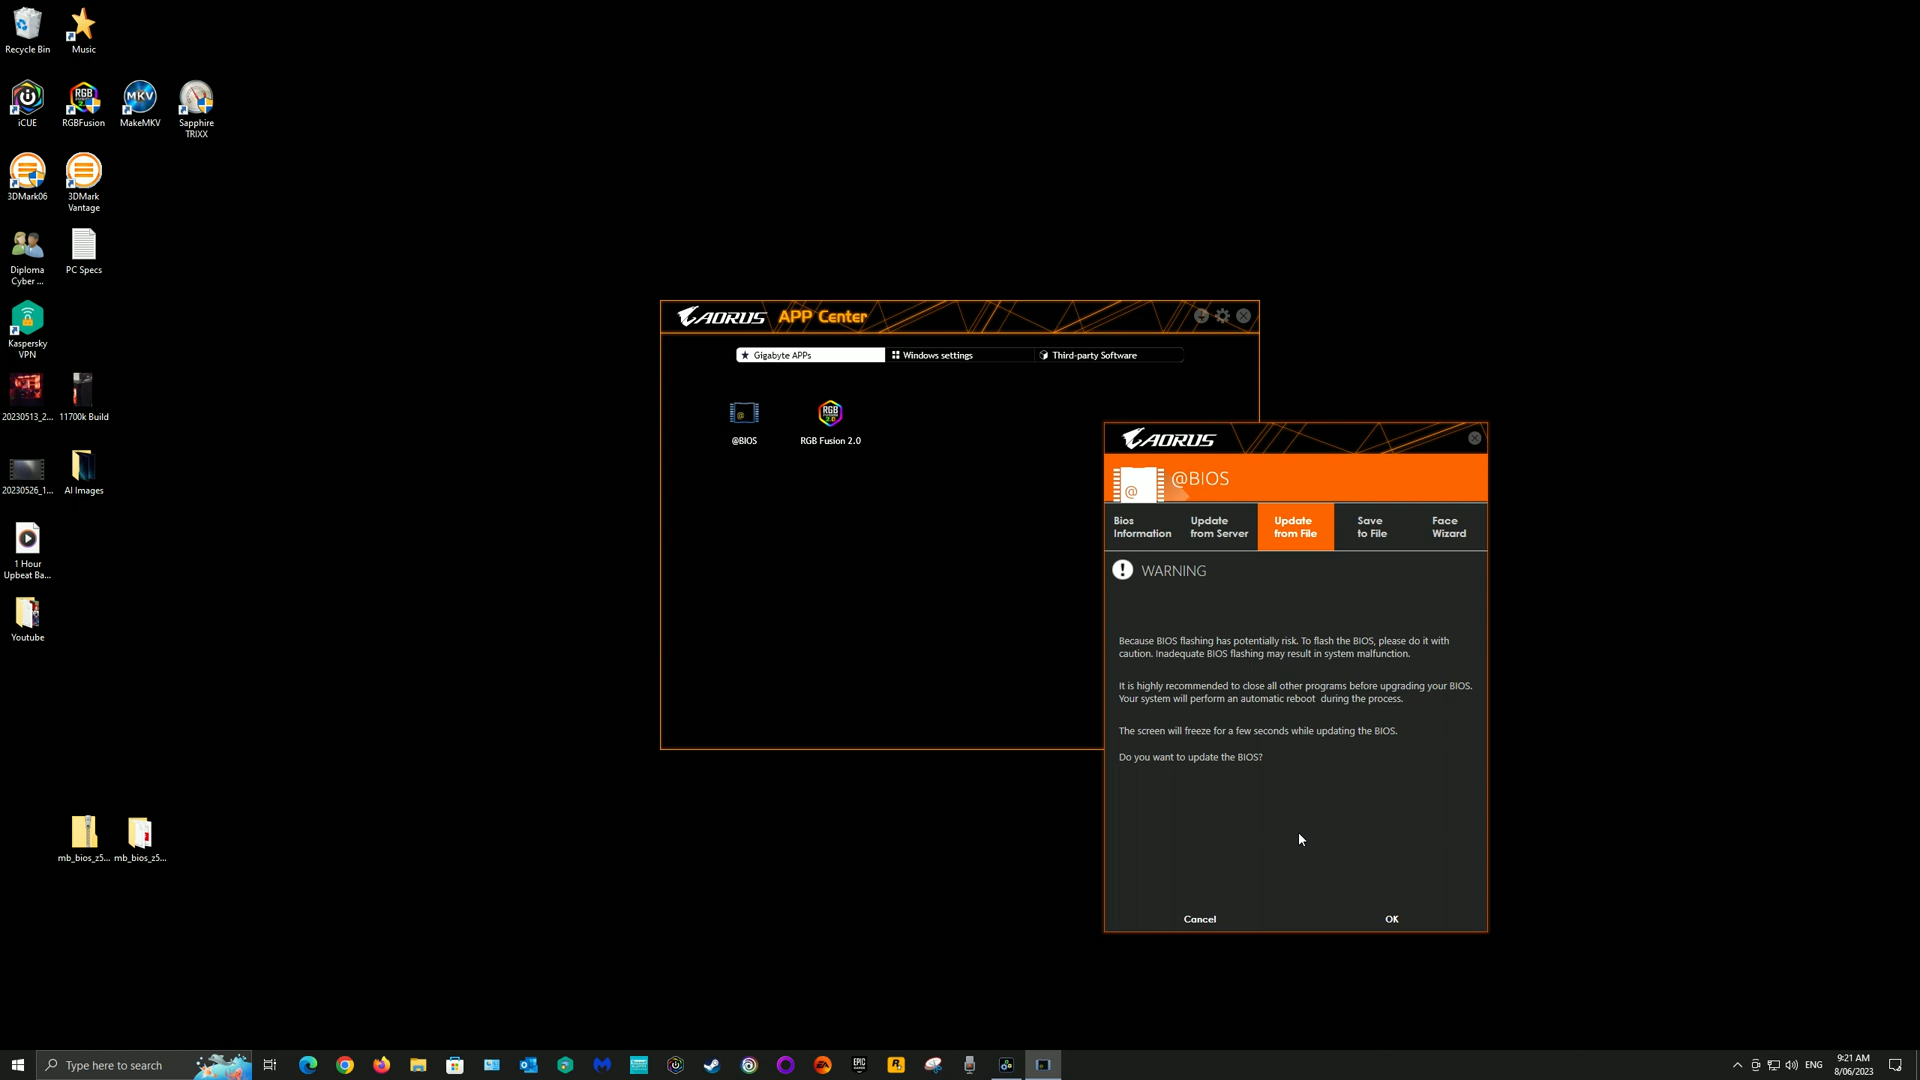 Recycle Bin
Music
iCUE
RGBFusion
MakeMKV
Sapphire
TRIXX
3DMark06
3DMark
Vantage
Diploma
Cyber ...
PC Specs
Kaspersky
VPN
20230513_2...
11700k Build
20230526_1...
AI Images
1 Hour
Upbeat Ba...
Youtube
mb_bios_z5...
mb_bios_z5...
AORUS APP Center
Gigabyte APPs
Windows settings
Third-party Software
@BIOS
RGB Fusion 2.0
AORUS
@BIOS
Bios
Information
Update
from Server
Update
from File
Save
to File
Face
Wizard
WARNING
Because BIOS flashing has potentially risk. To flash the BIOS, please do it with
caution. Inadequate BIOS flashing may result in system malfunction.
It is highly recommended to close all other programs before upgrading your BIOS.
Your system will perform an automatic reboot during the process.
The screen will freeze for a few seconds while updating the BIOS.
Do you want to update the BIOS?
Cancel
OK
Type here to search
ENG
9:21 AM
8/06/2023